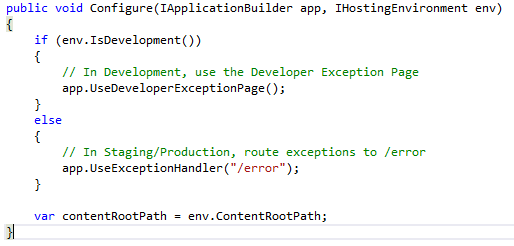 public void Configure(IApplicationBuilder app, IHostingEnvironment env)
{
    if (env.IsDevelopment())
    {
        // In Development, use the Developer Exception Page
        app.UseDeveloperExceptionPage();
    }
    else
    {
        // In Staging/Production, route exceptions to /error
        app.UseExceptionHandler("/error");
    }

    var contentRootPath = env.ContentRootPath;
}